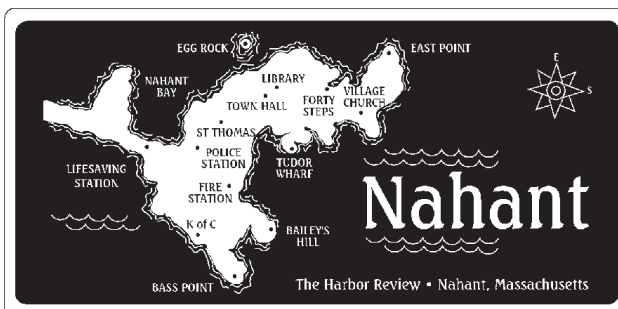 EGG ROCK
EAST POINT
E
S
NAHANT
BAY
LIBRARY
TOWN HALL
FORTY
STEPS
VILLAGE
CHURCH
ST THOMAS
POLICE
STATION
TUDOR
WHARF
LIFESAVING
STATION
FIRE
STATION
K of C
BAILEY'S
HILL
BASS POINT
Nahant
The Harbor Review • Nahant, Massachusetts